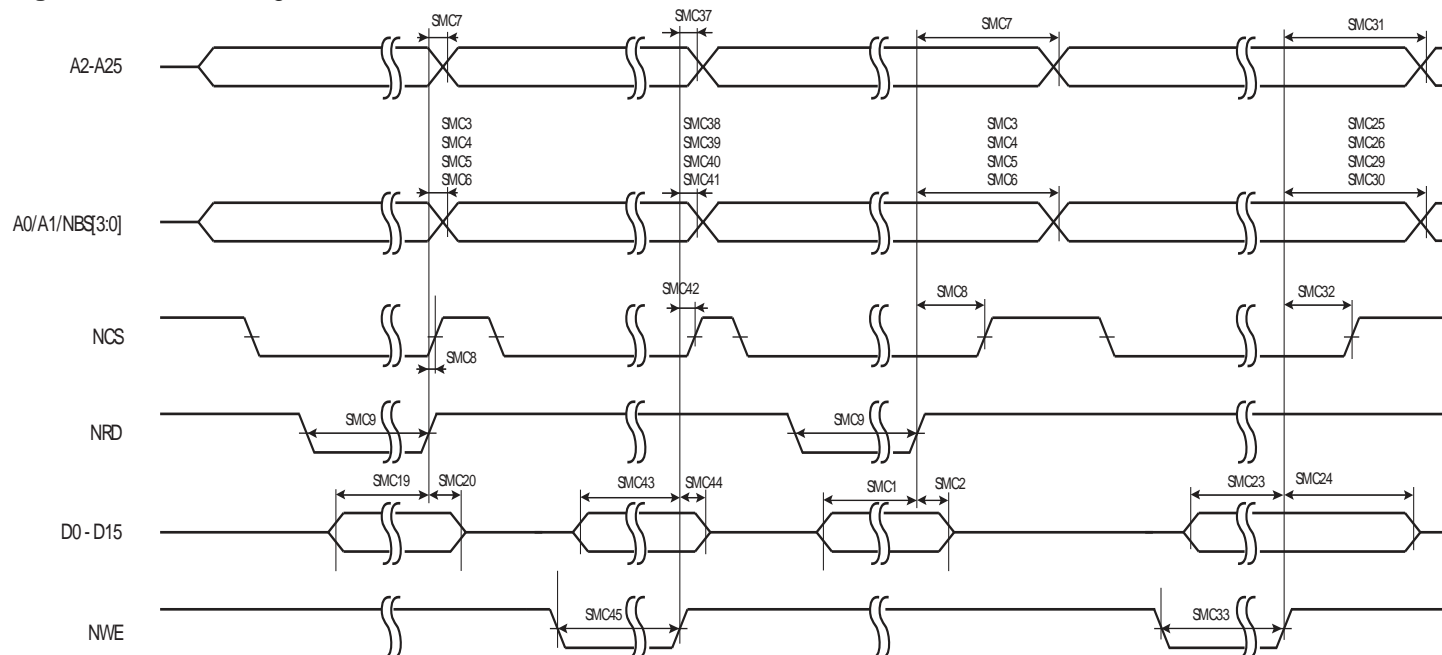 SMC7 SMC37 SMC7 SMC31
A2-A25
SMC3 SMC38 SMC3 SMC25
SMC4 SMC39 SMC4 SMC26
SMC5 SMC40 SMC5 SMC29
SMC6 SMC41 SMC6 SMC30
A0/A1/NBS[3:0]
SMC42 SMC8 SMC32
NCS
SMC8
SMC9 SMC9
NRD
SMC19 SMC20 SMC43 SMC44 SMC1 SMC2 SMC23 SMC24
D0 - D15
SMC45 SMC33
NWE